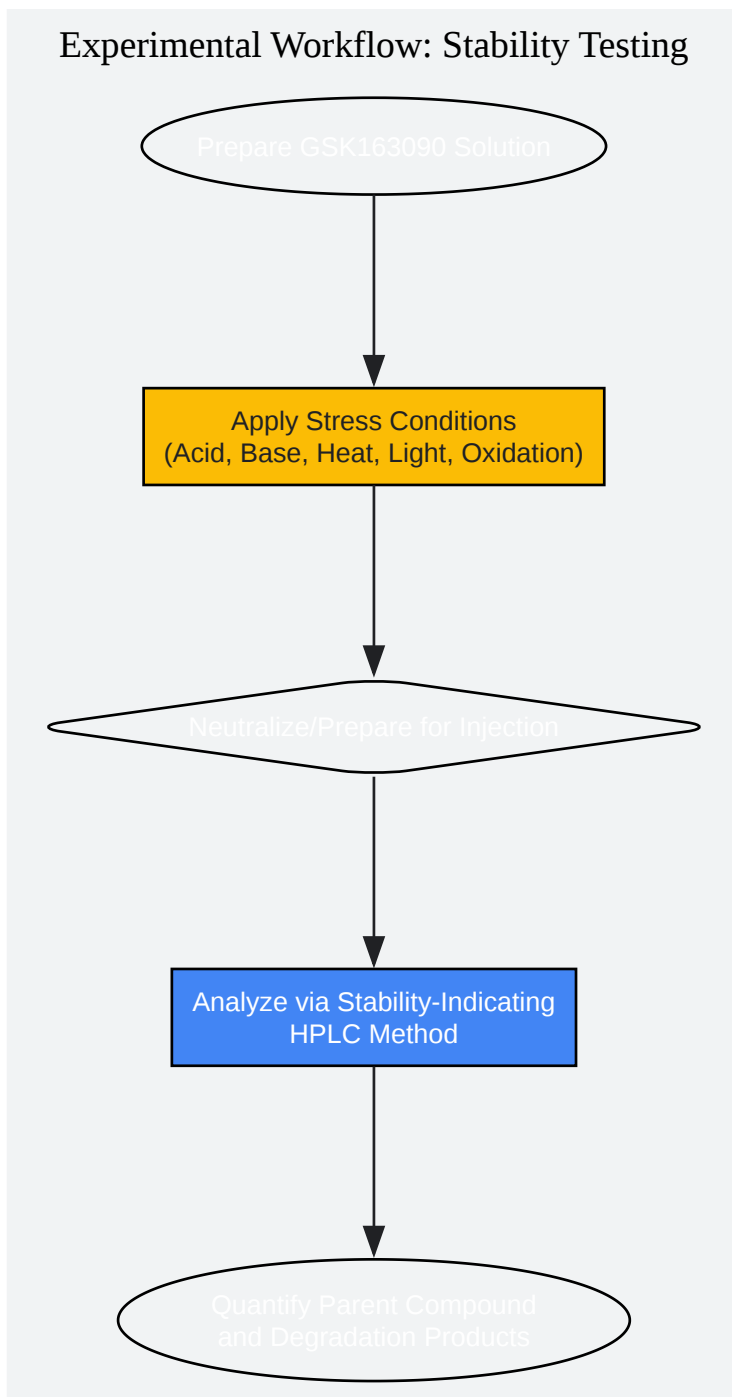 Experimental Workflow: Stability Testing
Prepare GSK163090 Solution
Apply Stress Conditions
(Acid, Base, Heat, Light, Oxidation)
Neutralize/Prepare for Injection
Analyze via Stability-Indicating
HPLC Method
Quantify Parent Compound
and Degradation Products